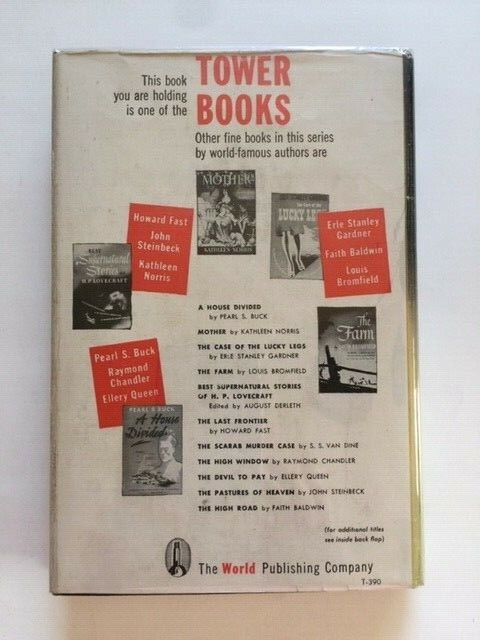 This book
you are holding
is one of the
TOWER
BOOKS
Other fine books in this series
by world-famous authors are
MOTHER
KATHLEEN NORRIS
LUCKY LEGS
Howard Fast
John
Steinbeck
Kathleen
Norris
Erle Stanley
Gardner
Faith Baldwin
Louis
Bromfield
BEST
Supernatural
Stories
H. P. LOVECRAFT
The
Farm
Pearl S. Buck
Raymond
Chandler
Ellery Queen
PEARL S BUCK
A House
Divided
A HOUSE DIVIDED
by PEARL S. BUCK
MOTHER by KATHLEEN NORRIS
THE CASE OF THE LUCKY LEGS
by ERLE STANLEY GARDNER
THE FARM by LOUIS BROMFIELD
BEST SUPERNATURAL STORIES
OF H. P. LOVECRAFT
Edited by AUGUST DERLETH
THE LAST FRONTIER
by HOWARD FAST
THE SCARAB MURDER CASE by S. S. VAN DINE
THE HIGH WINDOW by RAYMOND CHANDLER
THE DEVIL TO PAY by ELLERY QUEEN
THE PASTURES OF HEAVEN by JOHN STEINBECK
THE HIGH ROAD by FAITH BALDWIN
(for additional titles
see inside back flap)
The World Publishing Company
T-390